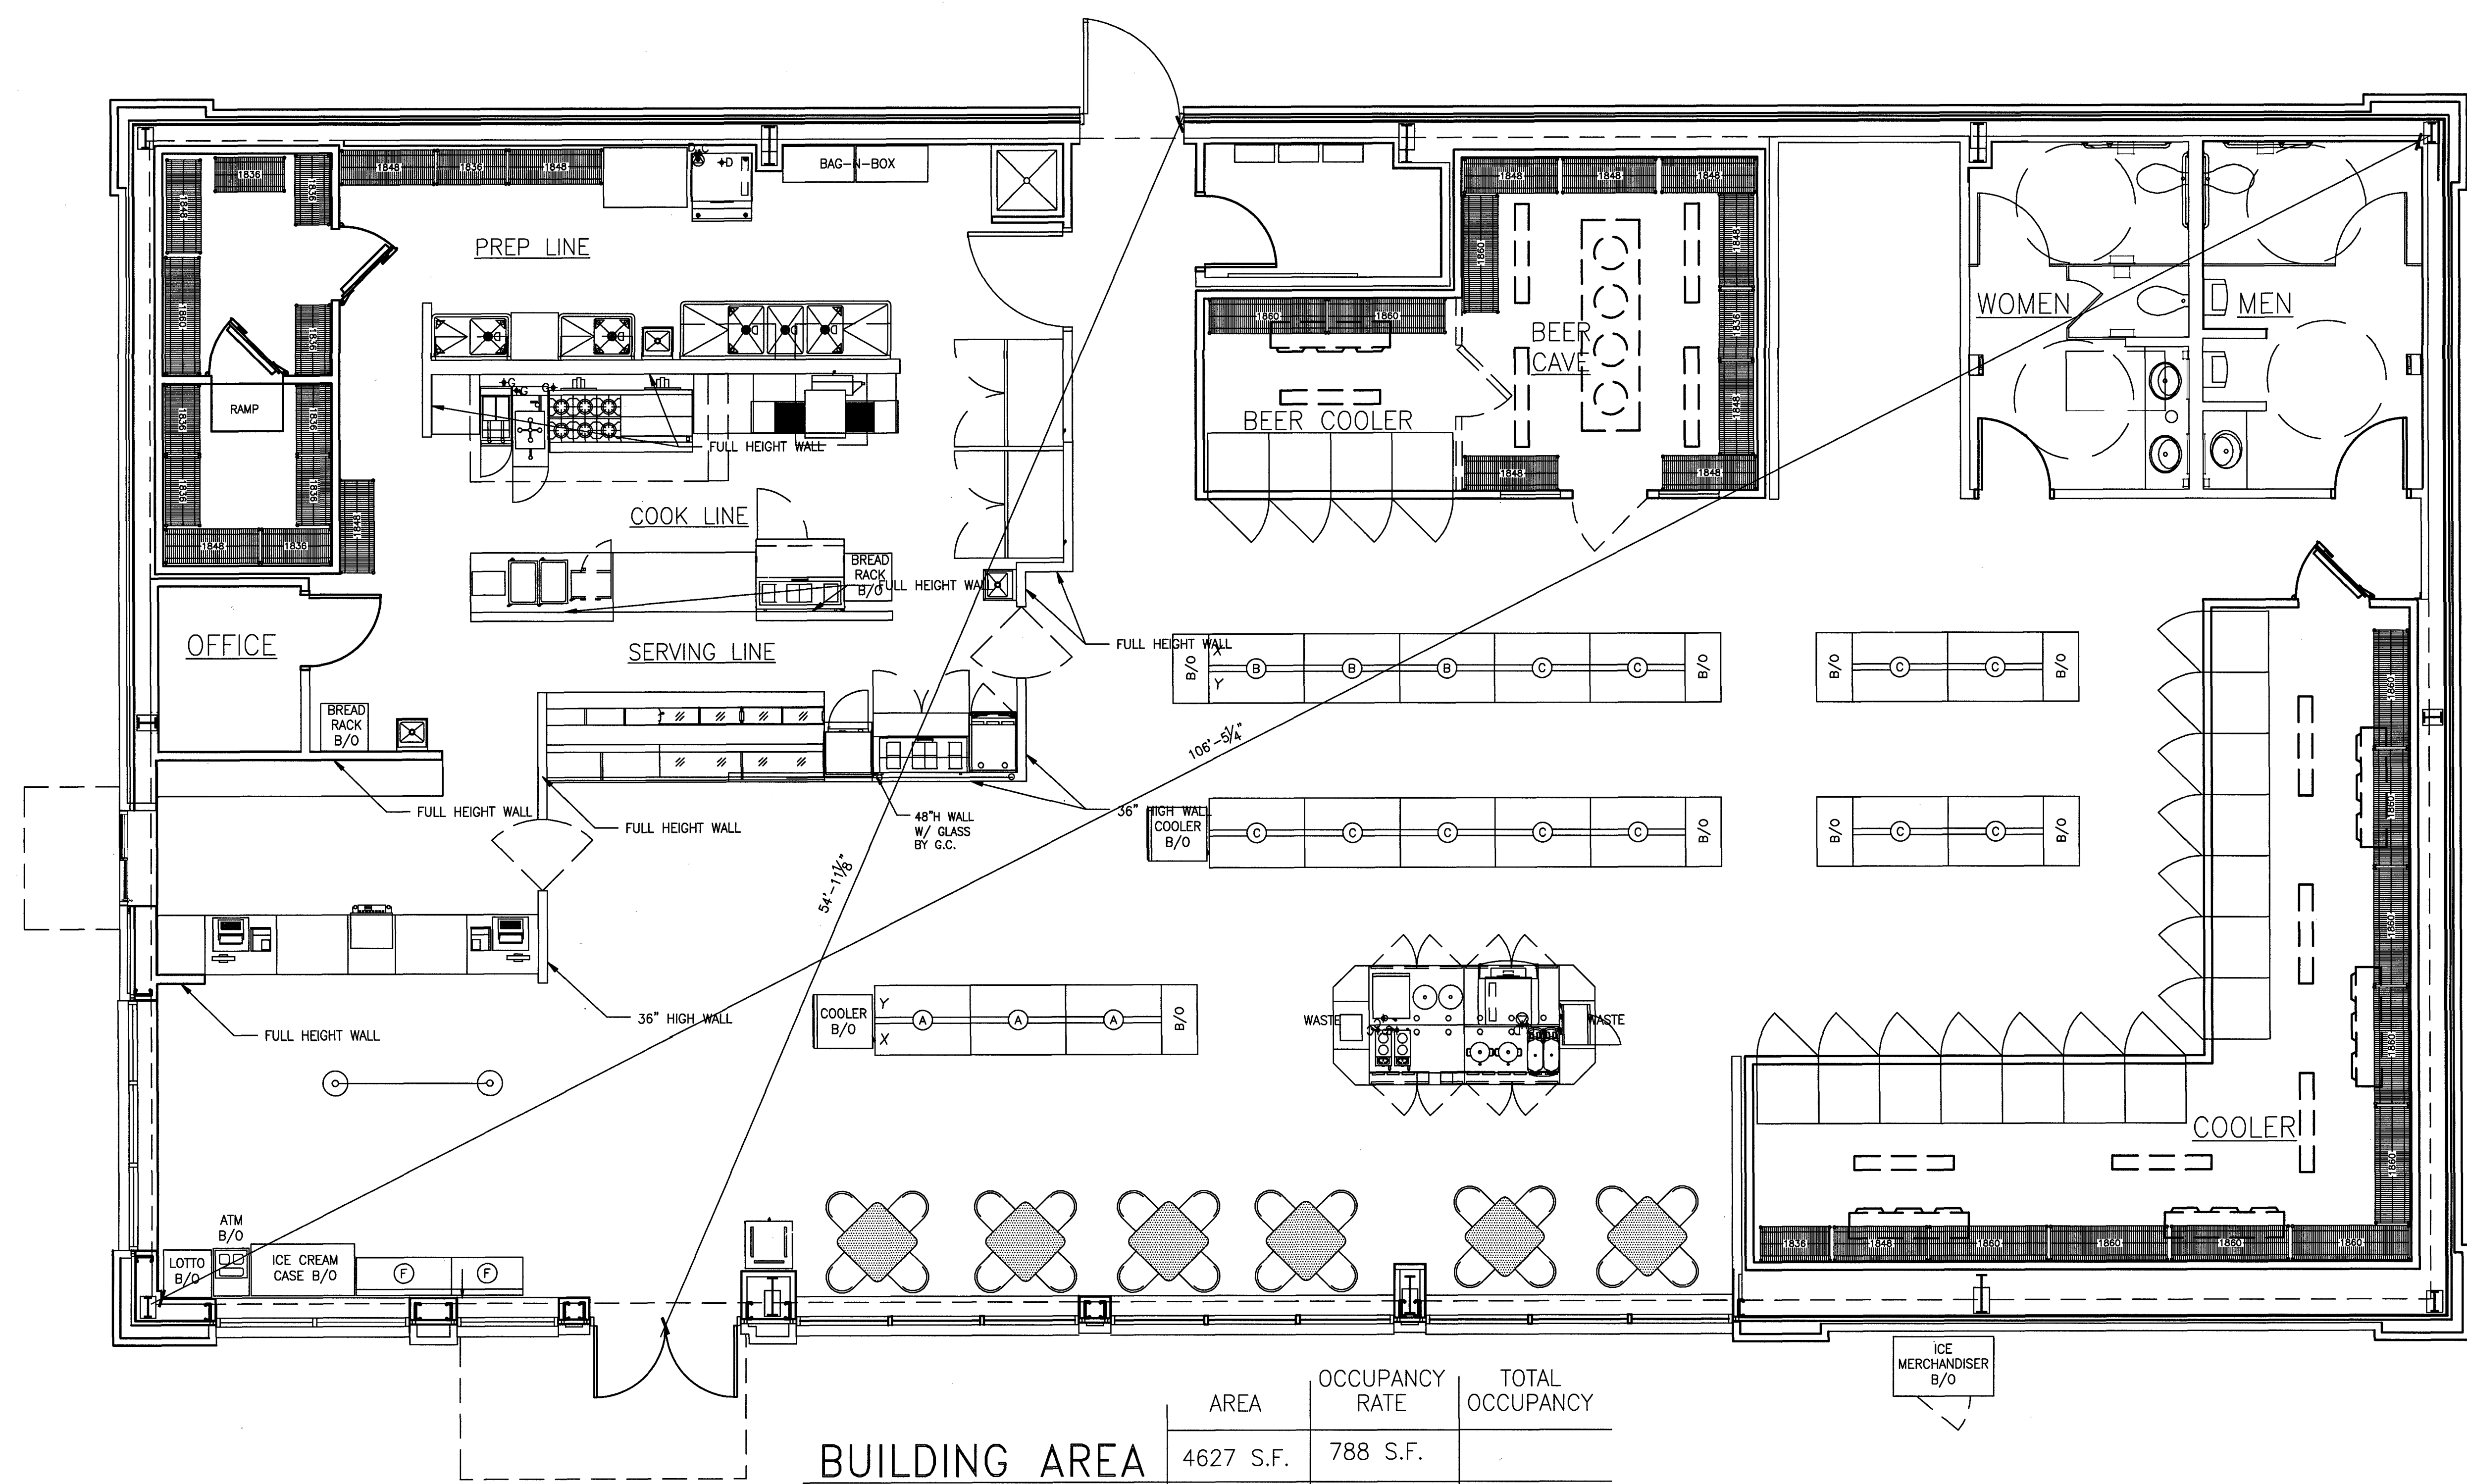 1848
1836
1848
BAG-N-BOX
D
C
D
1836
1836
1848
1860
1836
PREP LINE
RAMP
1836
1836
1836
1836
1848
1836
1848
G
G
G
FULL HEIGHT WALL
COOK LINE
BREAD
RACK
B/O
FULL HEIGHT WALL
OFFICE
SERVING LINE
BREAD
RACK
B/O
FULL HEIGHT WALL
FULL HEIGHT WALL
FULL HEIGHT WALL
48"H WALL
W/ GLASS
BY G.C.
36" HIGH WALL
36" HIGH WALL
FULL HEIGHT WALL
54'-11⅛"
106'-5¼"
1848
1848
1848
1860
1848
1836
1848
1848
1848
1860
1860
BEER
CAVE
BEER COOLER
WOMEN
MEN
B/O
X
Y
B
B
B
C
C
B/O
B/O
C
C
B/O
COOLER
B/O
C
C
C
C
C
B/O
B/O
C
C
B/O
COOLER
B/O
Y
X
A
A
A
B/O
WASTE
WASTE
1860
1860
1860
1860
1860
COOLER
1836
1848
1860
1860
1860
1860
ATM
B/O
LOTTO
B/O
ICE CREAM
CASE B/O
F
F
ICE
MERCHANDISER
B/O
AREA
OCCUPANCY
RATE
TOTAL
OCCUPANCY
BUILDING AREA
4627 S.F.
788 S.F.